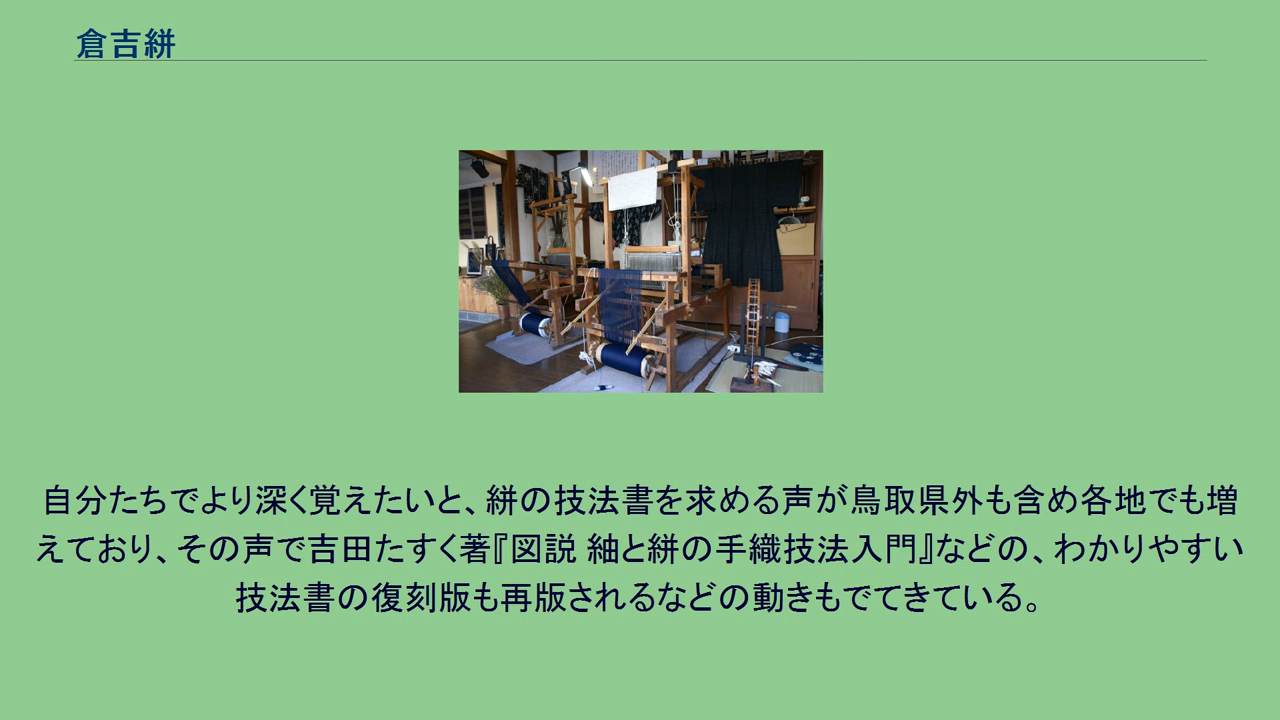 倉吉絣
自分たちでより深く覚えたいと、絣の技法書を求める声が鳥取県外も含め各地でも増
えており、その声で吉田たすく著『図説 紬と絣の手織技法入門』などの、わかりやすい
技法書の復刻版も再版されるなどの動きもでてきている。